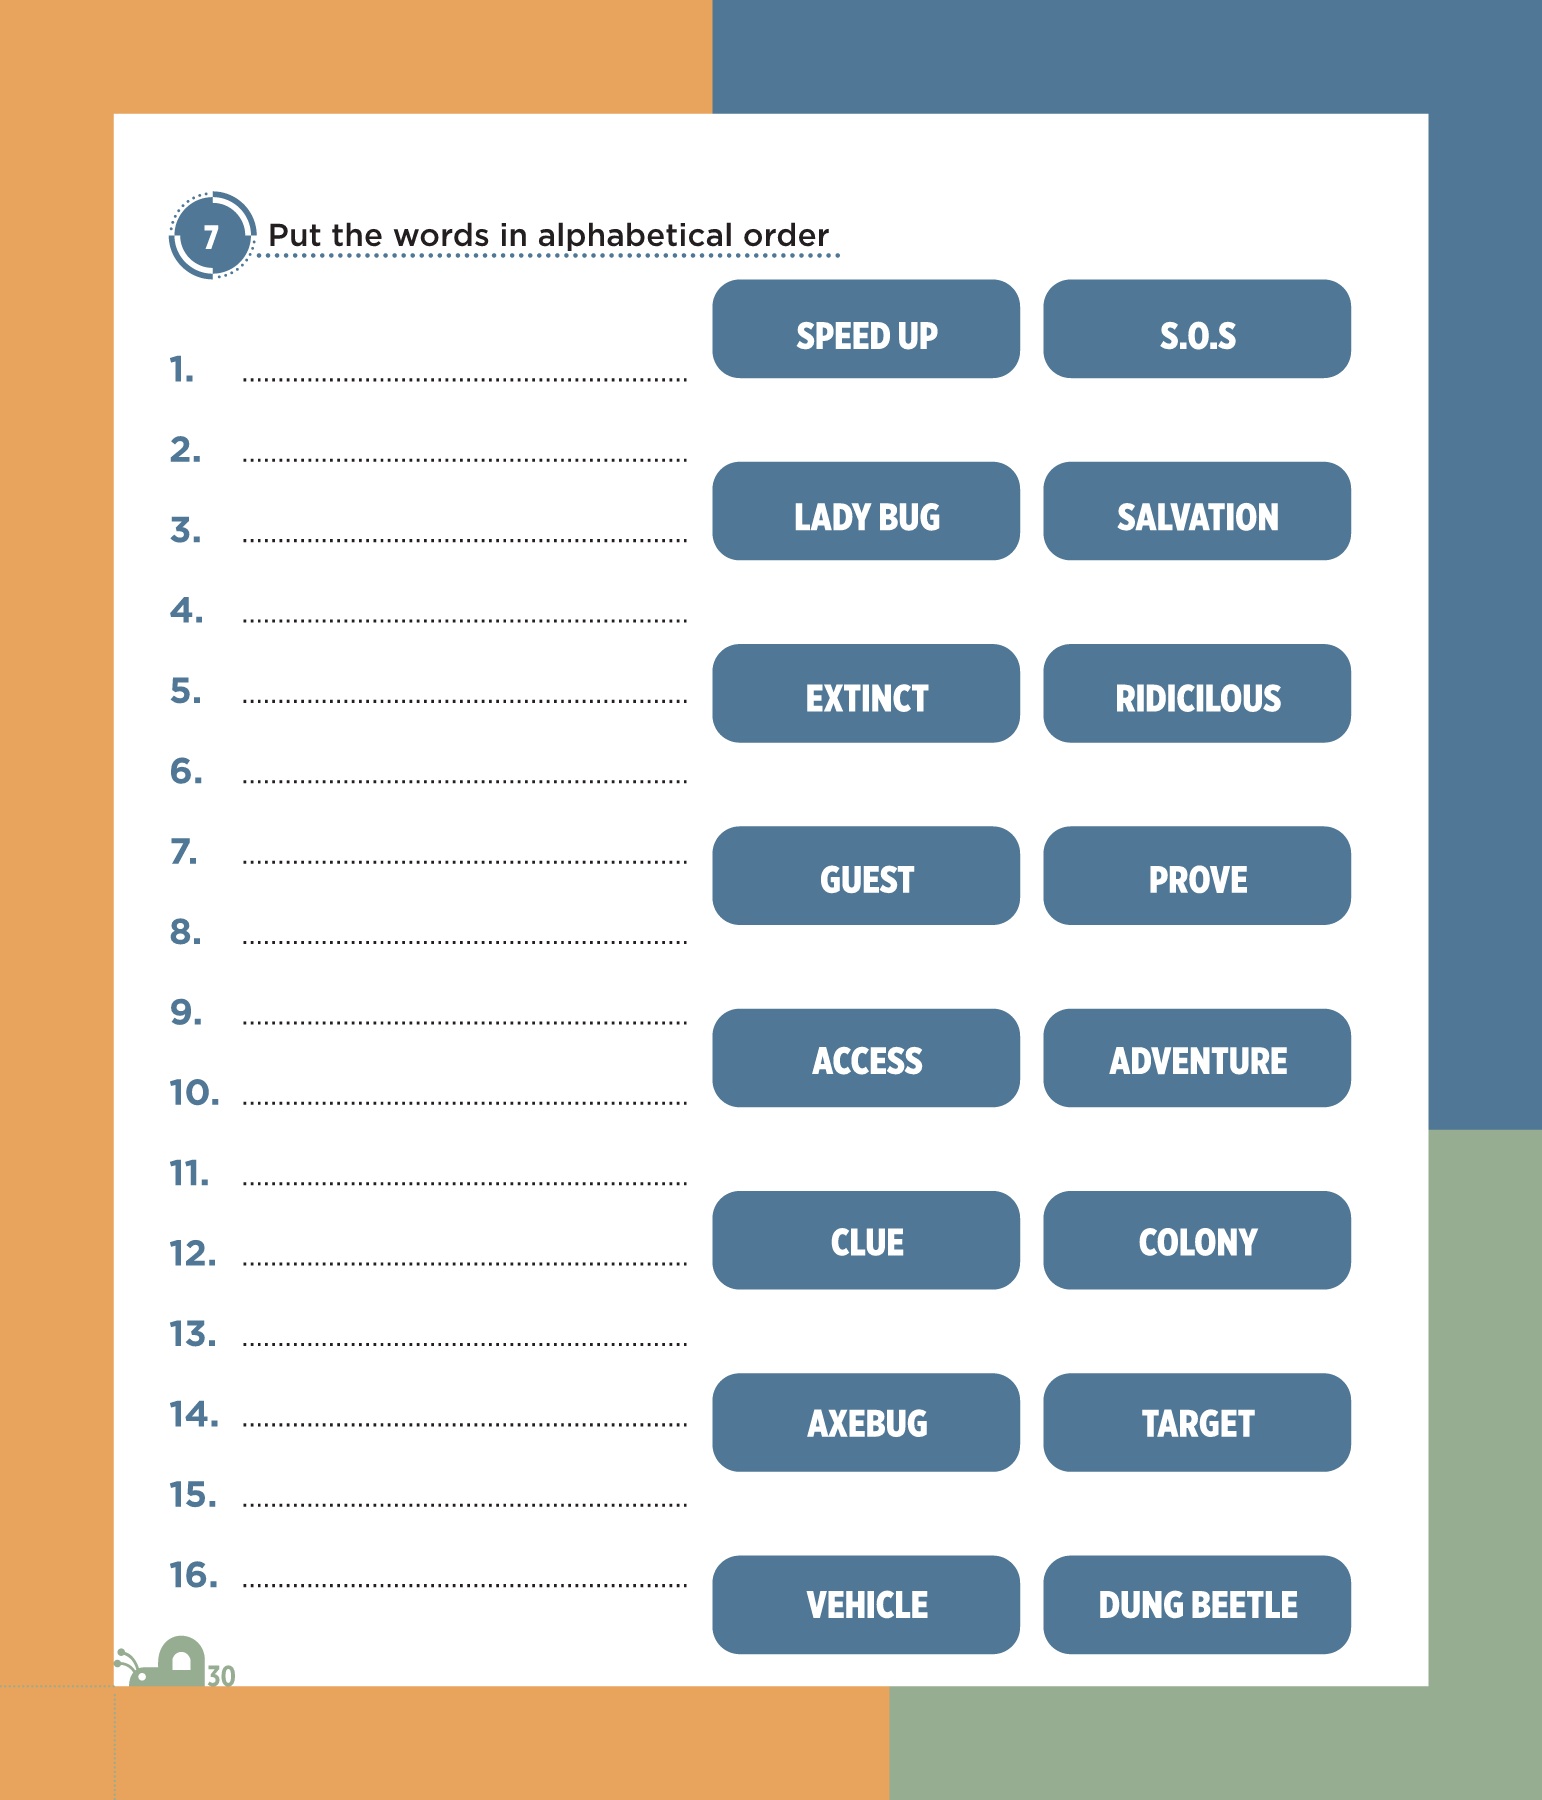 7 Put the words in alphabetical order
1. ..............................................................
2. ..............................................................
3. ..............................................................
4. ..............................................................
5. ..............................................................
6. ..............................................................
7. ..............................................................
8. ..............................................................
9. ..............................................................
10. ..............................................................
11. ..............................................................
12. ..............................................................
13. ..............................................................
14. ..............................................................
15. ..............................................................
16. ..............................................................
SPEED UP S.O.S
LADY BUG SALVATION
EXTINCT RIDICILOUS
GUEST PROVE
ACCESS ADVENTURE
CLUE COLONY
AXEBUG TARGET
VEHICLE DUNG BEETLE
30